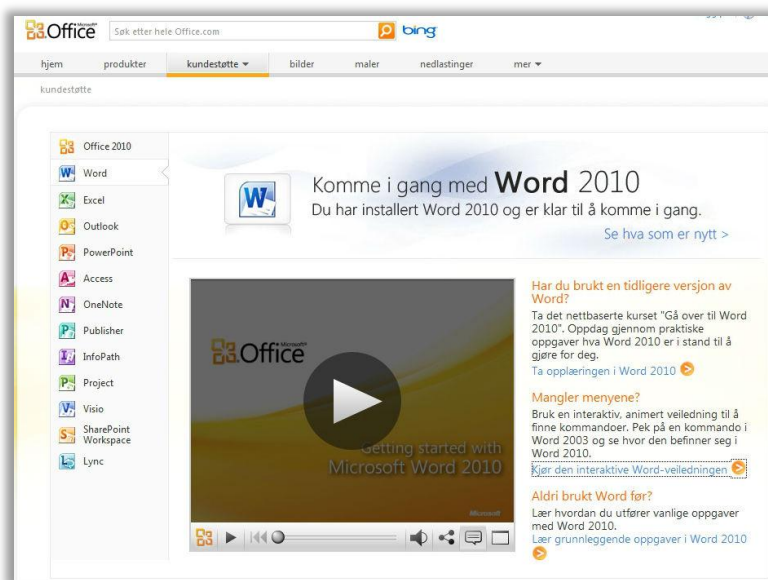 Microsoft Office
Søk etter hele Office.com
bing
hjem produkter kundestøtte bilder maler nedlastinger mer
kundestøtte
Office 2010
Word
Excel
Outlook
PowerPoint
Access
OneNote
Publisher
InfoPath
Project
Visio
SharePoint
Workspace
Lync
Komme i gang med Word 2010
Du har installert Word 2010 og er klar til å komme i gang.
Se hva som er nytt >
Microsoft Office
Getting started with
Microsoft Word 2010
Microsoft
Har du brukt en tidligere versjon av
Word?
Ta det nettbaserte kurset "Gå over til Word
2010". Oppdag gjennom praktiske
oppgaver hva Word 2010 er i stand til å
gjøre for deg.
Ta opplæringen i Word 2010
Mangler menyene?
Bruk en interaktiv, animert veiledning til å
finne kommandoer. Pek på en kommando i
Word 2003 og se hvor den befinner seg i
Word 2010.
Kjør den interaktive Word-veiledningen
Aldri brukt Word før?
Lær hvordan du utfører vanlige oppgaver
med Word 2010.
Lær grunnleggende oppgaver i Word 2010